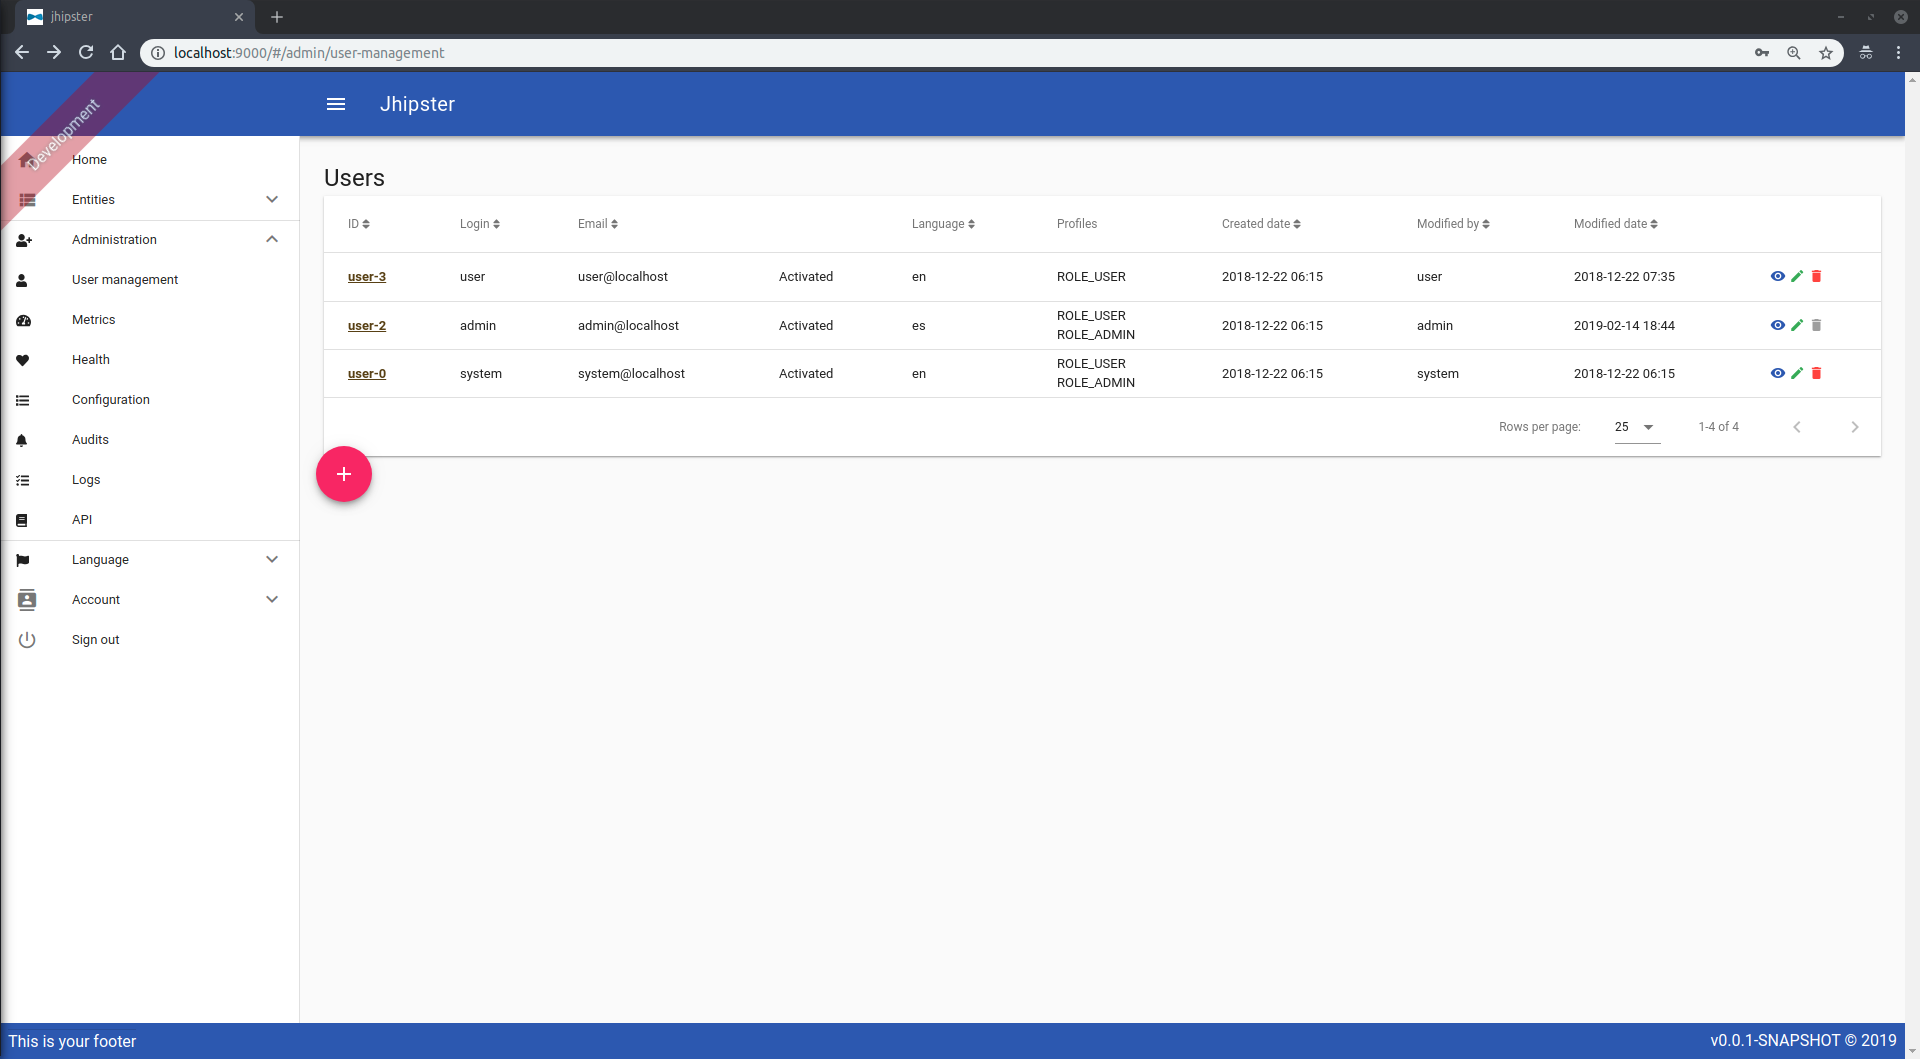 jhipster
localhost:9000/#/admin/user-management
Development
Jhipster
Home
Entities
Administration
User management
Metrics
Health
Configuration
Audits
Logs
API
Language
Account
Sign out
Users
ID Login Email Language Profiles Created date Modified by Modified date
user-3 user user@localhost Activated en ROLE_USER 2018-12-22 06:15 user 2018-12-22 07:35
user-2 admin admin@localhost Activated es ROLE_USER 2018-12-22 06:15 admin 2019-02-14 18:44
ROLE_ADMIN
user-0 system system@localhost Activated en ROLE_USER 2018-12-22 06:15 system 2018-12-22 06:15
ROLE_ADMIN
Rows per page: 25 1-4 of 4
This is your footer
v0.0.1-SNAPSHOT © 2019